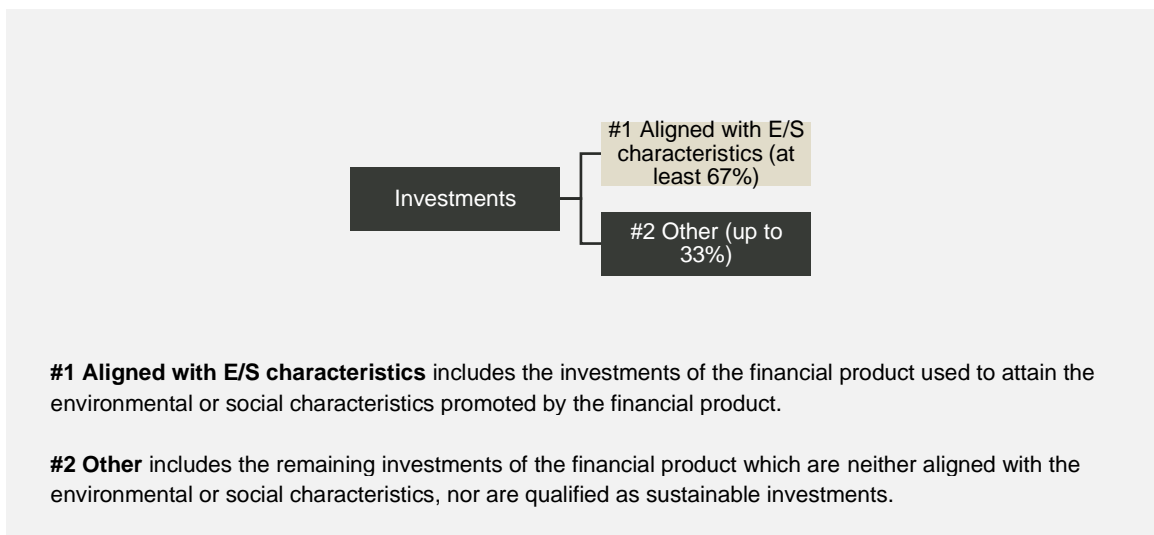 #1 Aligned with E/S
characteristics (at
least 67%)
Investments
#2 Other (up to
33%)
#1 Aligned with E/S characteristics includes the investments of the financial product used to attain the
environmental or social characteristics promoted by the financial product.
#2 Other includes the remaining investments of the financial product which are neither aligned with the
environmental or social characteristics, nor are qualified as sustainable investments.